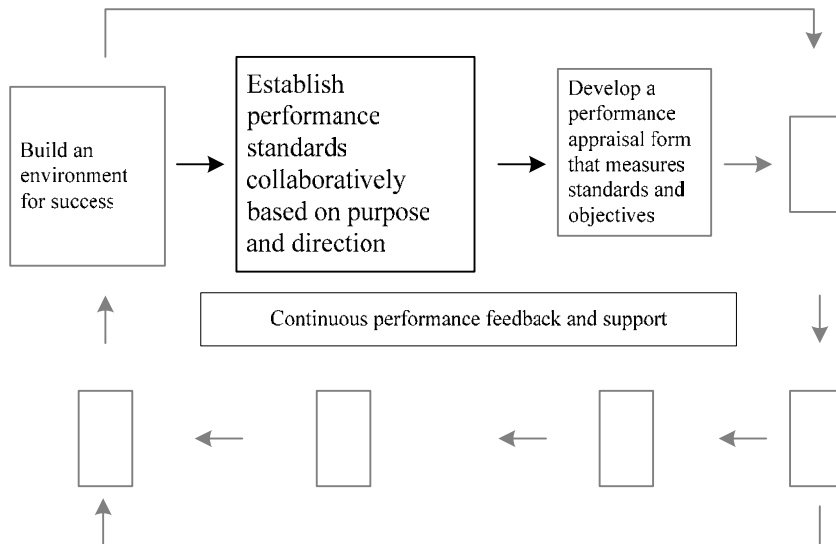 Build an
environment
for success
Establish
performance
standards
collaboratively
based on purpose
and direction
Develop a
performance
appraisal form
that measures
standards and
objectives
Continuous performance feedback and support